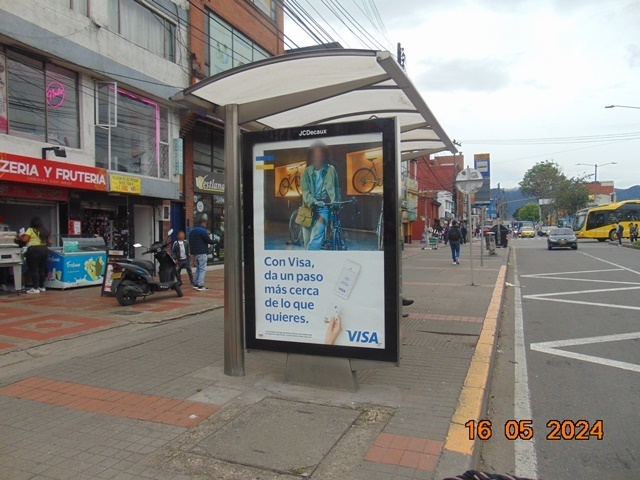 JCDecaux
ZERIA Y FRUTERIA
Con Visa,
da un paso
más cerca
de lo que
quieres.
VISA
16 05 2024